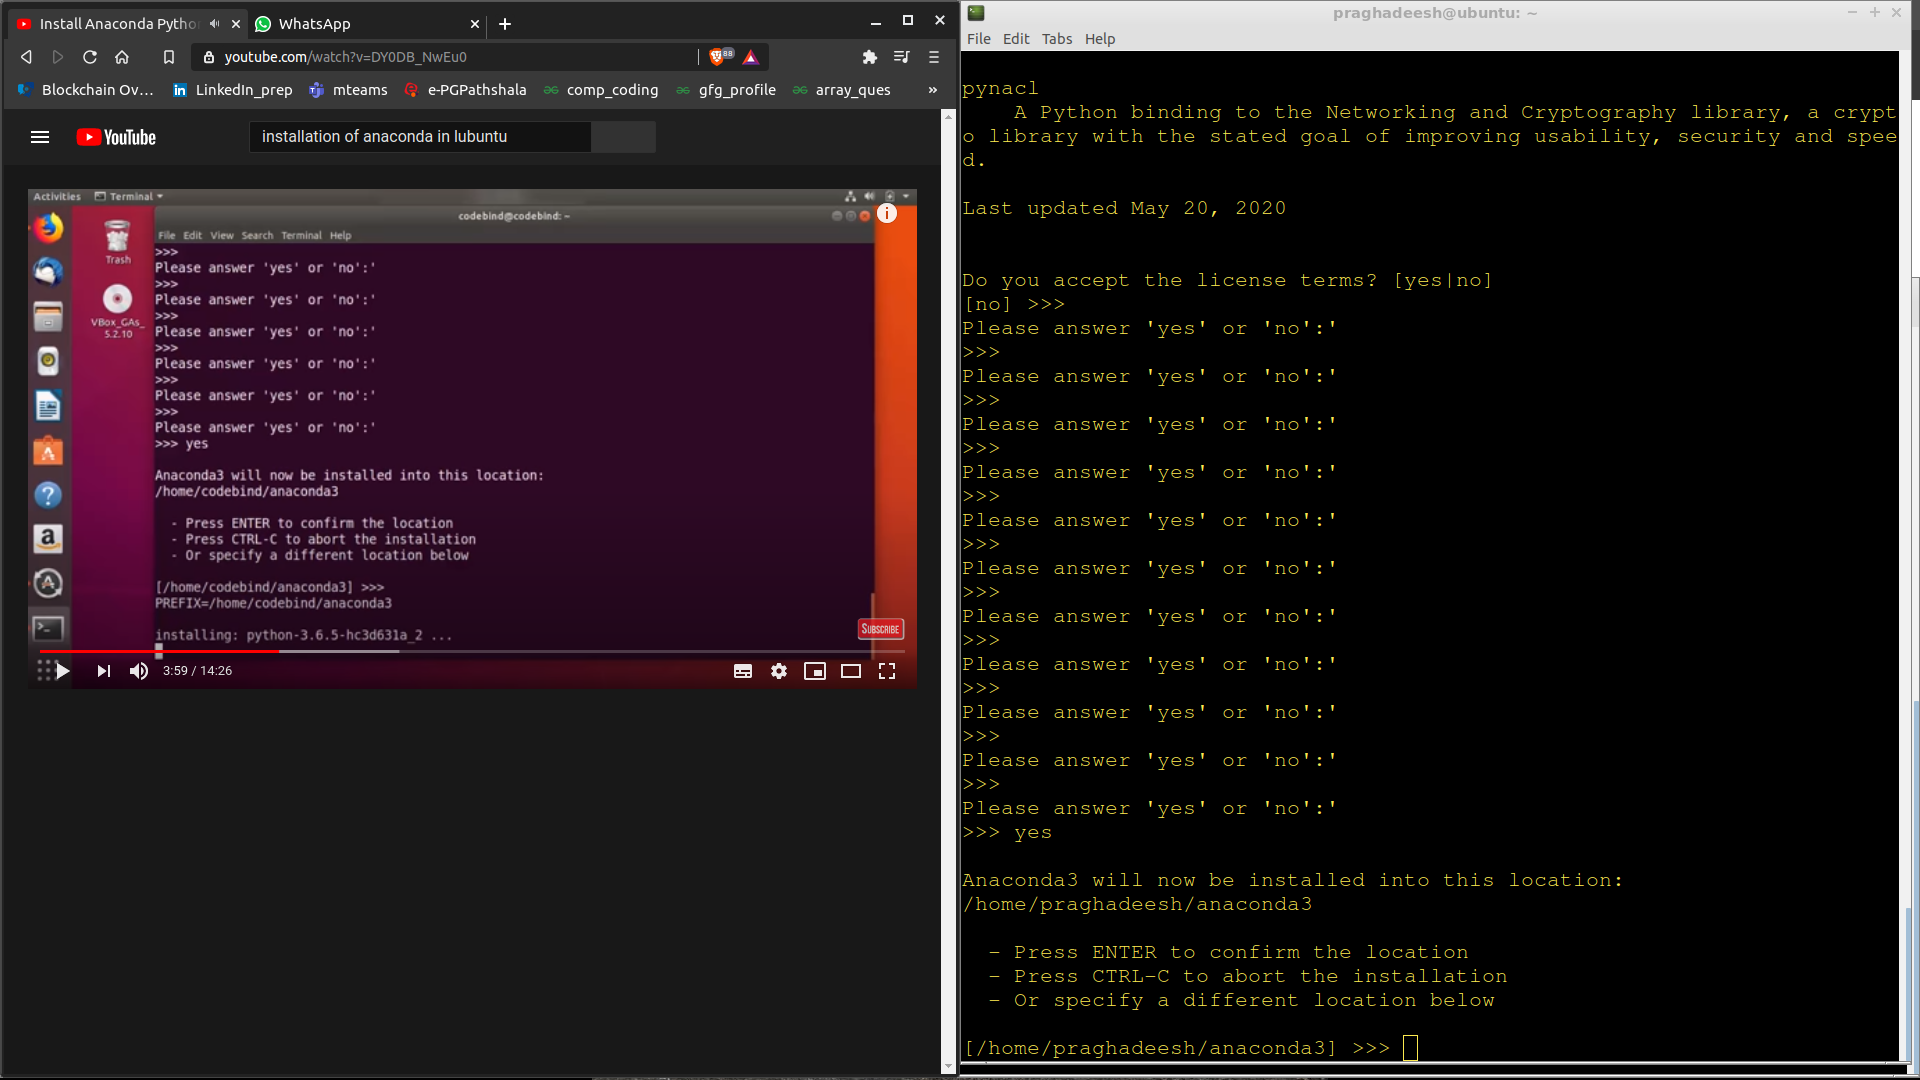 Install Anaconda Pytho
WhatsApp
youtube.com/watch?v=DY0DB_NwEu0
88
Blockchain Ov…
LinkedIn_prep
mteams
e-PGPathshala
comp_coding
gfg_profile
array_ques
»
YouTube
installation of anaconda in lubuntu
Activities
Terminal
codebind@codebind: ~
File Edit View Search Terminal Help
Trash
VBox_GAs_
5.2.10
>>>
Please answer 'yes' or 'no':'
>>>
Please answer 'yes' or 'no':'
>>>
Please answer 'yes' or 'no':'
>>>
Please answer 'yes' or 'no':'
>>>
Please answer 'yes' or 'no':'
>>>
Please answer 'yes' or 'no':'
>>> yes
Anaconda3 will now be installed into this location:
/home/codebind/anaconda3
- Press ENTER to confirm the location
- Press CTRL-C to abort the installation
- Or specify a different location below
[/home/codebind/anaconda3] >>>
PREFIX=/home/codebind/anaconda3
installing: python-3.6.5-hc3d631a_2 ...
SUBSCRIBE
3:59 / 14:26
praghadeesh@ubuntu: ~
File Edit Tabs Help
pynacl
A Python binding to the Networking and Cryptography library, a crypt
o library with the stated goal of improving usability, security and spee
d.
Last updated May 20, 2020
Do you accept the license terms? [yes|no]
[no] >>>
Please answer 'yes' or 'no':'
>>>
Please answer 'yes' or 'no':'
>>>
Please answer 'yes' or 'no':'
>>>
Please answer 'yes' or 'no':'
>>>
Please answer 'yes' or 'no':'
>>>
Please answer 'yes' or 'no':'
>>>
Please answer 'yes' or 'no':'
>>>
Please answer 'yes' or 'no':'
>>>
Please answer 'yes' or 'no':'
>>>
Please answer 'yes' or 'no':'
>>>
Please answer 'yes' or 'no':'
>>> yes
Anaconda3 will now be installed into this location:
/home/praghadeesh/anaconda3
- Press ENTER to confirm the location
- Press CTRL-C to abort the installation
- Or specify a different location below
[/home/praghadeesh/anaconda3] >>>